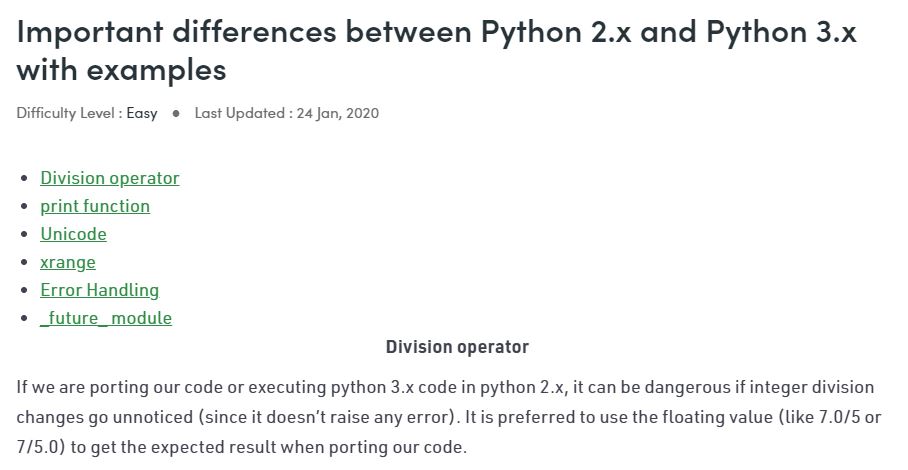 Important differences between Python 2.x and Python 3.x
with examples
Difficulty Level : Easy ● Last Updated : 24 Jan, 2020
• Division operator
• print function
• Unicode
• xrange
• Error Handling
• _future_ module
Division operator
If we are porting our code or executing python 3.x code in python 2.x, it can be dangerous if integer division
changes go unnoticed (since it doesn’t raise any error). It is preferred to use the floating value (like 7.0/5 or
7/5.0) to get the expected result when porting our code.